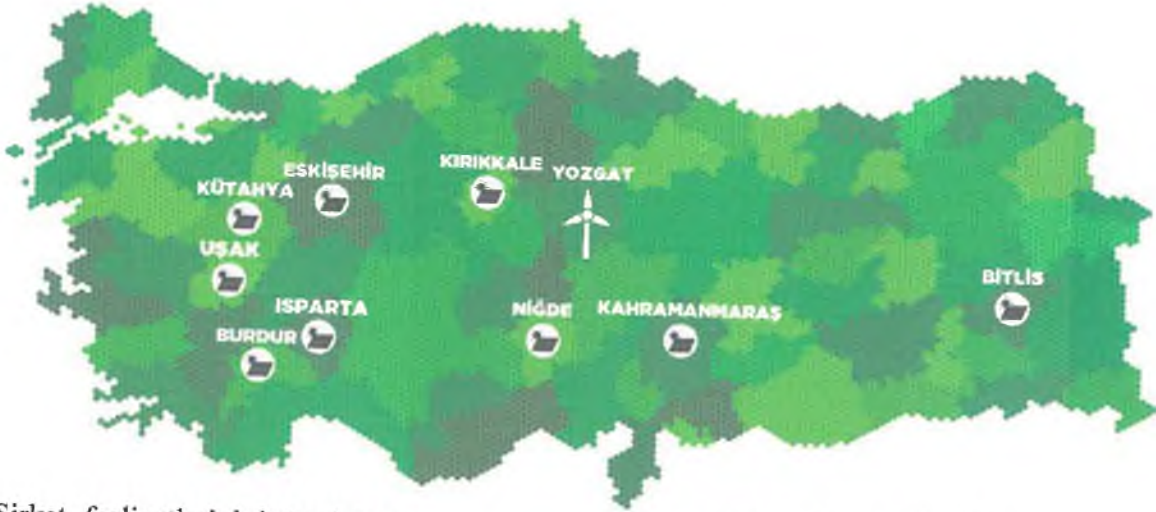 ESKİŞEHİR
KIRIKKALE
YOZGAT
KÜTAHYA
UŞAK
BİTLİS
ISPARTA
NİĞDE
KAHRAMANMARAŞ
BURDUR